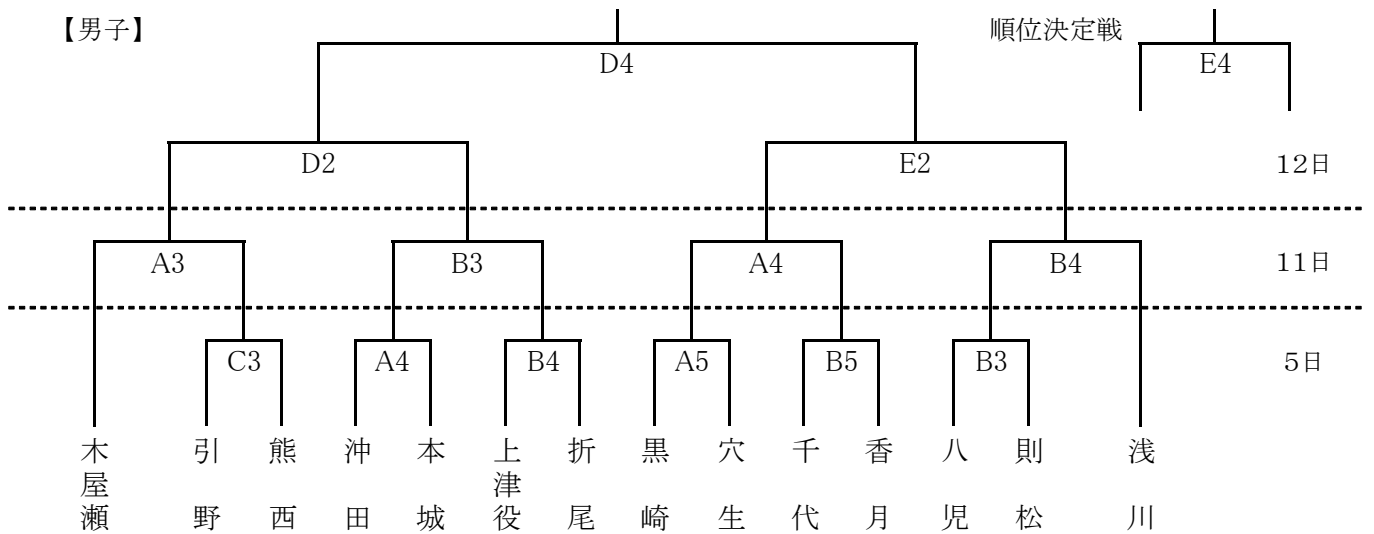 【男子】
順位決定戦
D4
E4
D2
E2
12日
A3
B3
A4
B4
11日
C3
A4
B4
A5
B5
B3
5日
木屋瀬
引野
熊西
沖田
本城
上津役
折尾
黒崎
穴生
千代
香月
八児
則松
浅川